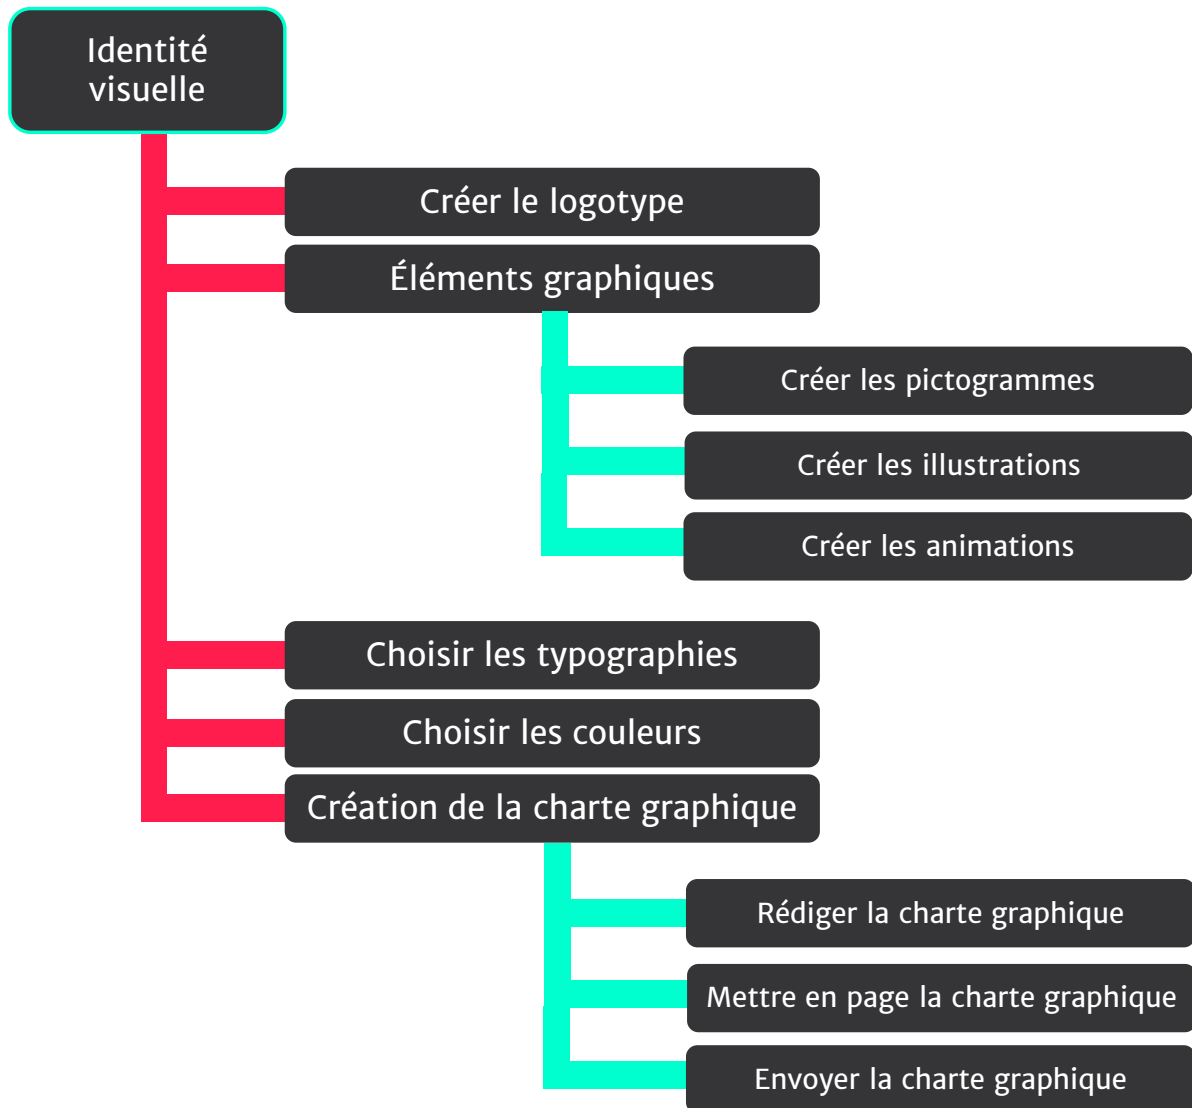 Identité
visuelle
Créer le logotype
Éléments graphiques
Créer les pictogrammes
Créer les illustrations
Créer les animations
Choisir les typographies
Choisir les couleurs
Création de la charte graphique
Rédiger la charte graphique
Mettre en page la charte graphique
Envoyer la charte graphique